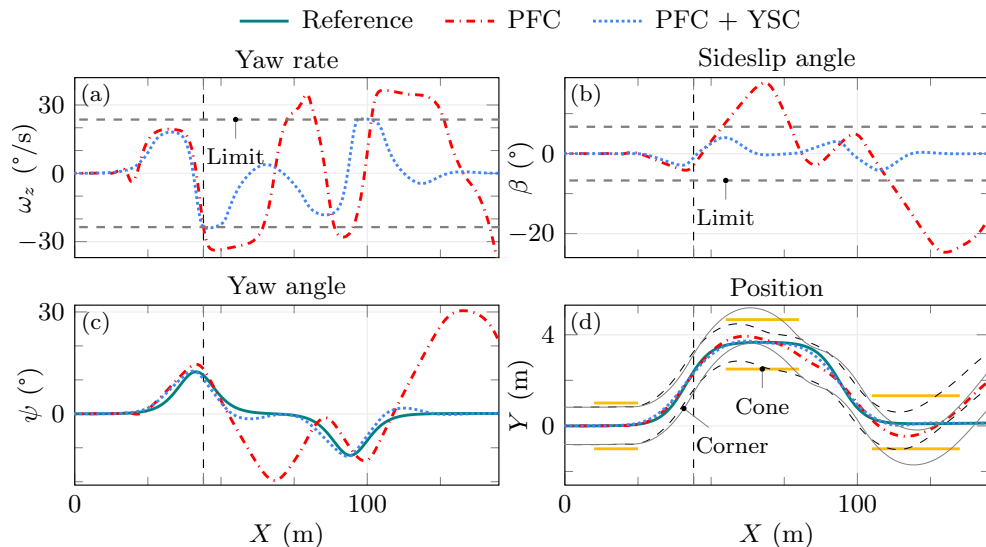 Reference PFC PFC + YSC
Yaw rate
Sideslip angle
(a)
(b)
30
0
−30
ω_z (°/s)
Limit
0
−20
β (°)
Limit
Yaw angle
Position
(c)
(d)
30
0
ψ (°)
4
0
Y (m)
Cone
Corner
0 100
0 100
X (m)
X (m)